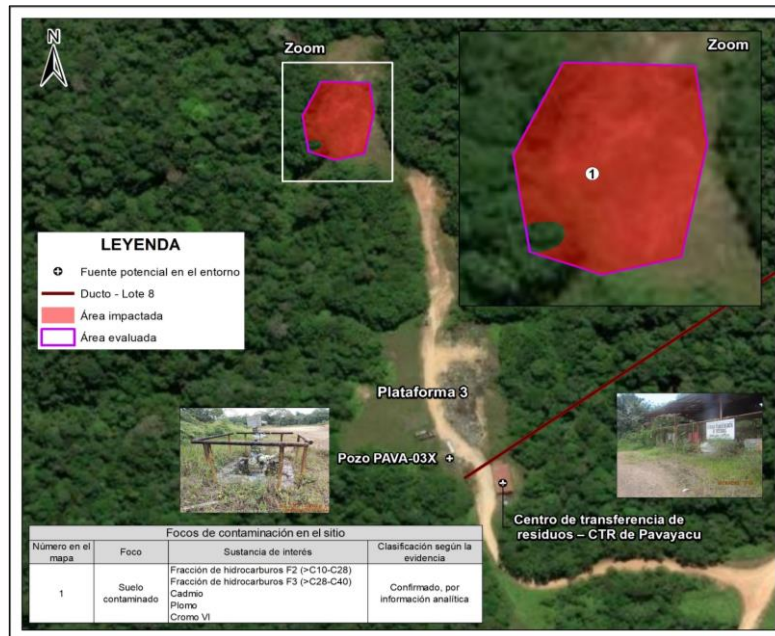 N
Zoom
Zoom
1
LEYENDA
Fuente potencial en el entorno
Ducto - Lote 8
Área impactada
Área evaluada
Plataforma 3
Pozo PAVA-03X
Centro de transferencia de
residuos – CTR de Pavayacu
Focos de contaminación en el sitio
Número en el mapa Foco Sustancia de interés Clasificación según la evidencia
1 Suelo contaminado Fracción de hidrocarburos F2 (>C10-C28)
Fracción de hidrocarburos F3 (>C28-C40)
Cadmio
Plomo
Cromo VI
Confirmado, por información analítica